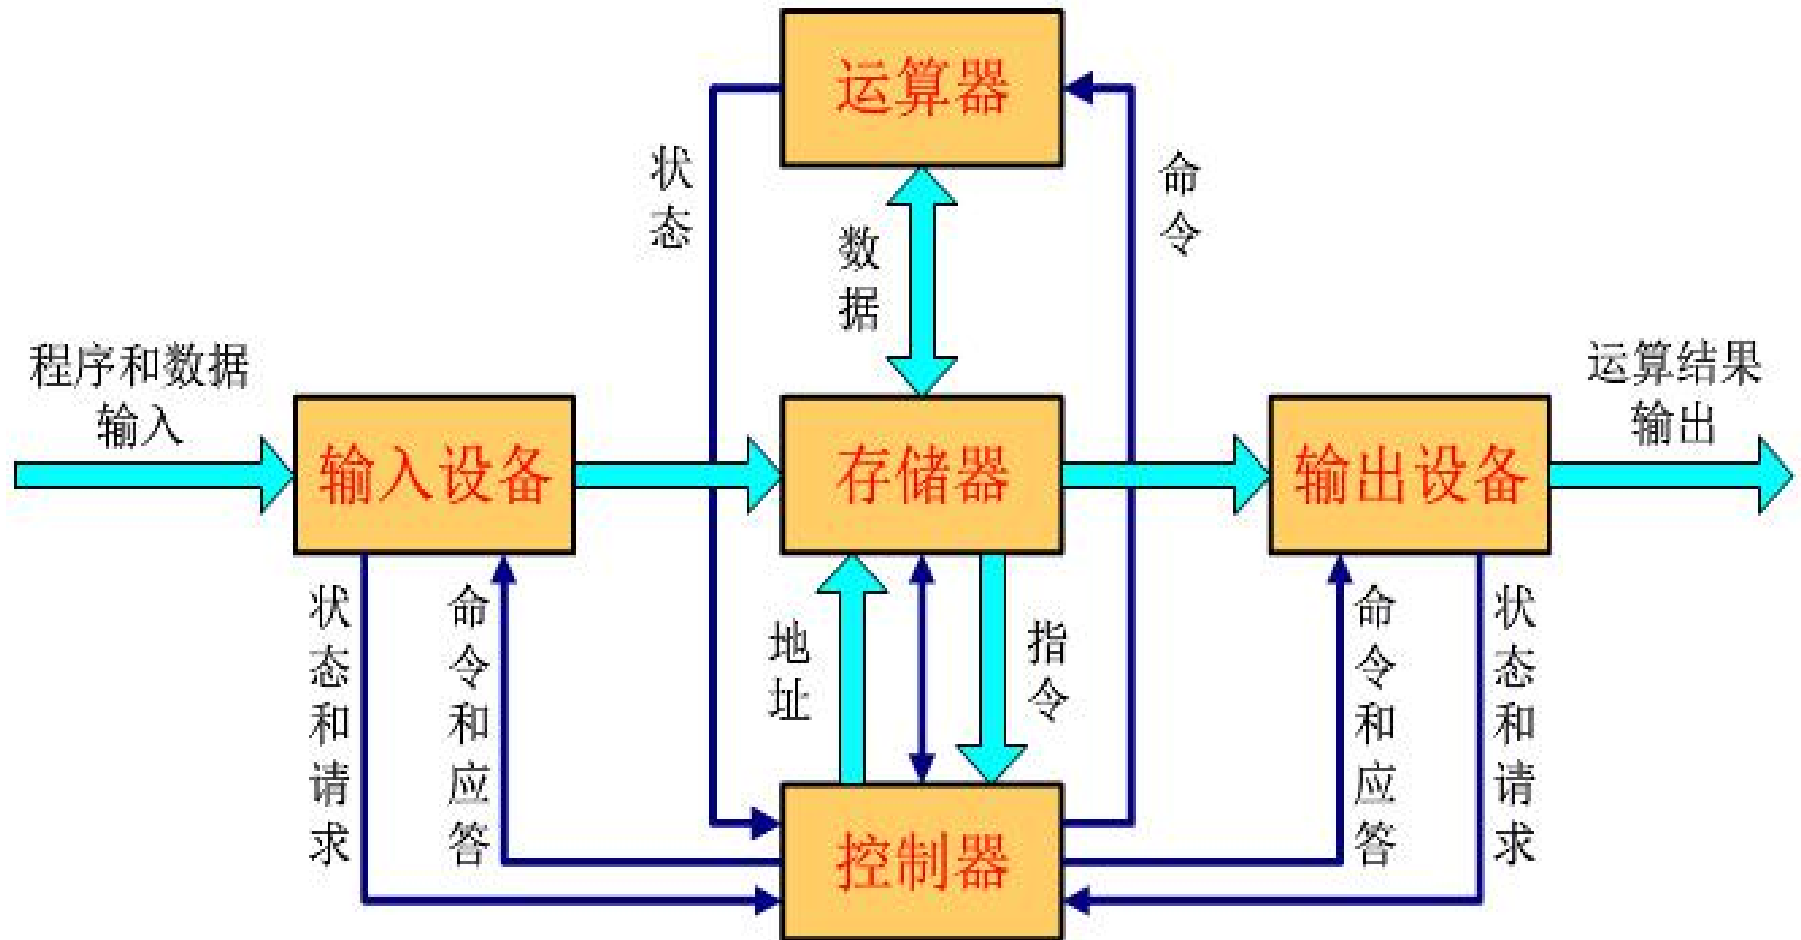 运算器
状态
命令
数据
程序和数据
输入
运算结果
输出
输入设备
存储器
输出设备
状态和请求
命令和应答
地址
指令
命令和应答
状态和请求
控制器